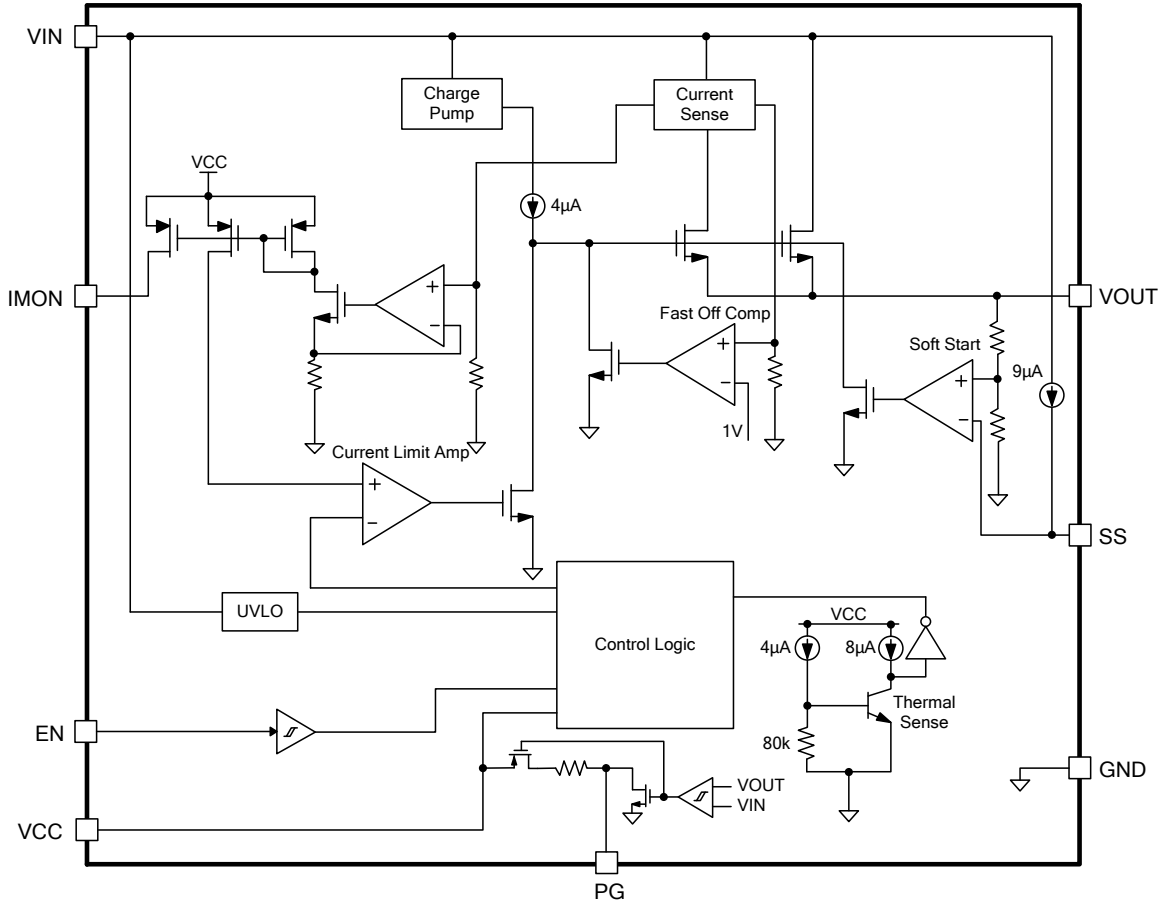 VIN
Charge
Pump
Current
Sense
VCC
4µA
IMON
VOUT
Fast Off Comp
Soft Start
9µA
1V
Current Limit Amp
SS
UVLO
Control Logic
VCC
4µA
8µA
Thermal
Sense
EN
80k
GND
VOUT
VIN
VCC
PG